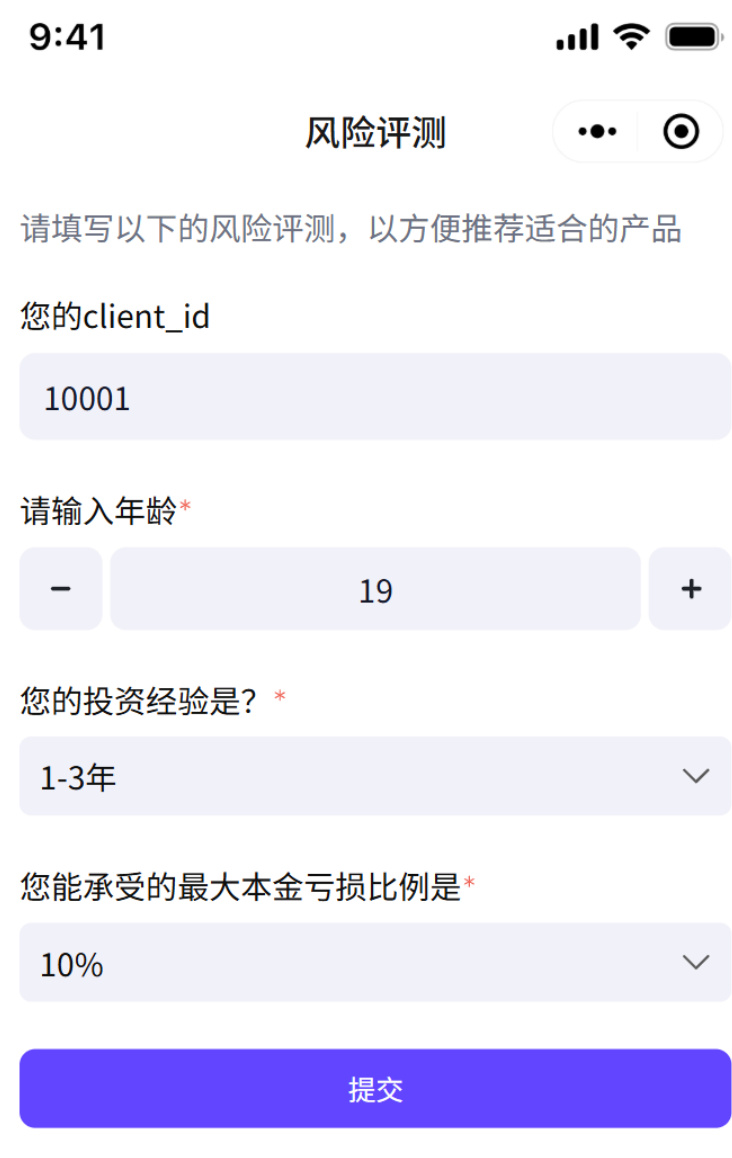 9:41
风险评测
请填写以下的风险评测，以方便推荐适合的产品
您的client_id
10001
请输入年龄*
19
您的投资经验是？*
1-3年
您能承受的最大本金亏损比例是*
10%
提交